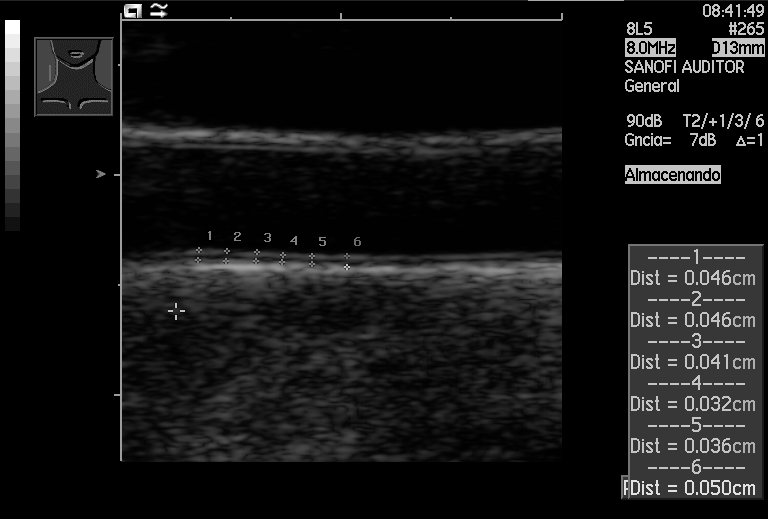 08:41:49
8L5 #265
8.0MHz D13mm
SANOFI AUDITOR
General
90dB T2/+1/3/ 6
Gncia= 7dB Δ=1
Almacenando
1 2 3 4 5 6
----1----
Dist = 0.046cm
----2----
Dist = 0.046cm
----3----
Dist = 0.041cm
----4----
Dist = 0.032cm
----5----
Dist = 0.036cm
----6----
Dist = 0.050cm